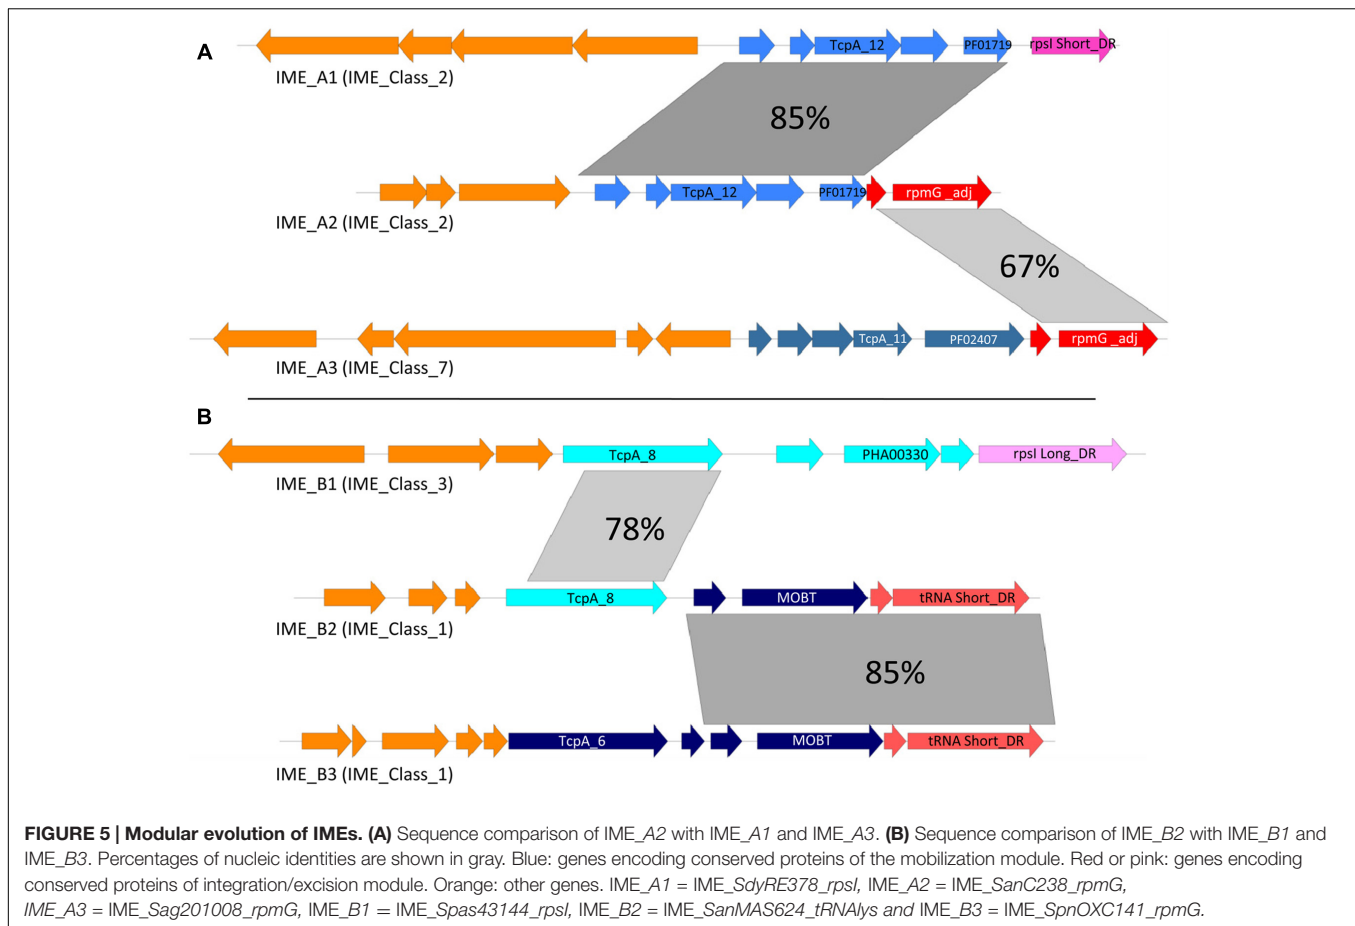 A
TcpA_12
PF01719
rpsI Short_DR
IME_A1 (IME_Class_2)
85%
TcpA_12
PF01719
rpmG _adj
IME_A2 (IME_Class_2)
67%
TcpA_11
PF02407
rpmG _adj
IME_A3 (IME_Class_7)
B
TcpA_8
PHA00330
rpsI Long_DR
IME_B1 (IME_Class_3)
78%
TcpA_8
MOBT
tRNA Short_DR
IME_B2 (IME_Class_1)
85%
TcpA_6
MOBT
tRNA Short_DR
IME_B3 (IME_Class_1)
FIGURE 5 | Modular evolution of IMEs. (A) Sequence comparison of IME_A2 with IME_A1 and IME_A3. (B) Sequence comparison of IME_B2 with IME_B1 and
IME_B3. Percentages of nucleic identities are shown in gray. Blue: genes encoding conserved proteins of the mobilization module. Red or pink: genes encoding
conserved proteins of integration/excision module. Orange: other genes. IME_A1 = IME_SdyRE378_rpsI, IME_A2 = IME_SanC238_rpmG,
IME_A3 = IME_Sag201008_rpmG, IME_B1 = IME_Spas43144_rpsI, IME_B2 = IME_SanMAS624_tRNAlys and IME_B3 = IME_SpnOXC141_rpmG.